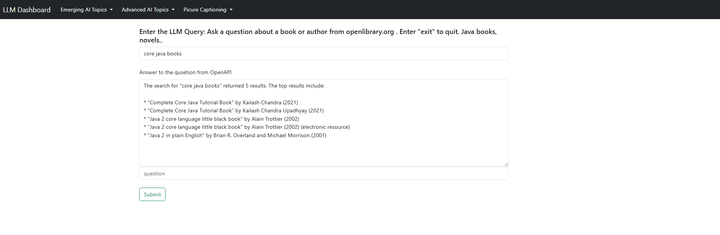 LLM Dashboard Emerging AI Topics Advanced AI Topics Picure Captioning
Enter the LLM Query: Ask a question about a book or author from openlibrary.org . Enter "exit" to quit. Java books,
novels..
core java books
Answer to the qusetion from OpenAPI
The search for "core java books" returned 5 results. The top results include:
* "Complete Core Java Tutorial Book" by Kailash Chandra (2021)
* "Complete Core Java Tutorial Book" by Kailash Chandra Upadhyay (2021)
* "Java 2 core language little black book" by Alain Trottier (2002)
* "Java 2 core language little black book" by Alain Trottier (2002) (electronic resource)
* "Java 2 in plain English" by Brian R. Overland and Michael Morrison (2001)
question
Submit